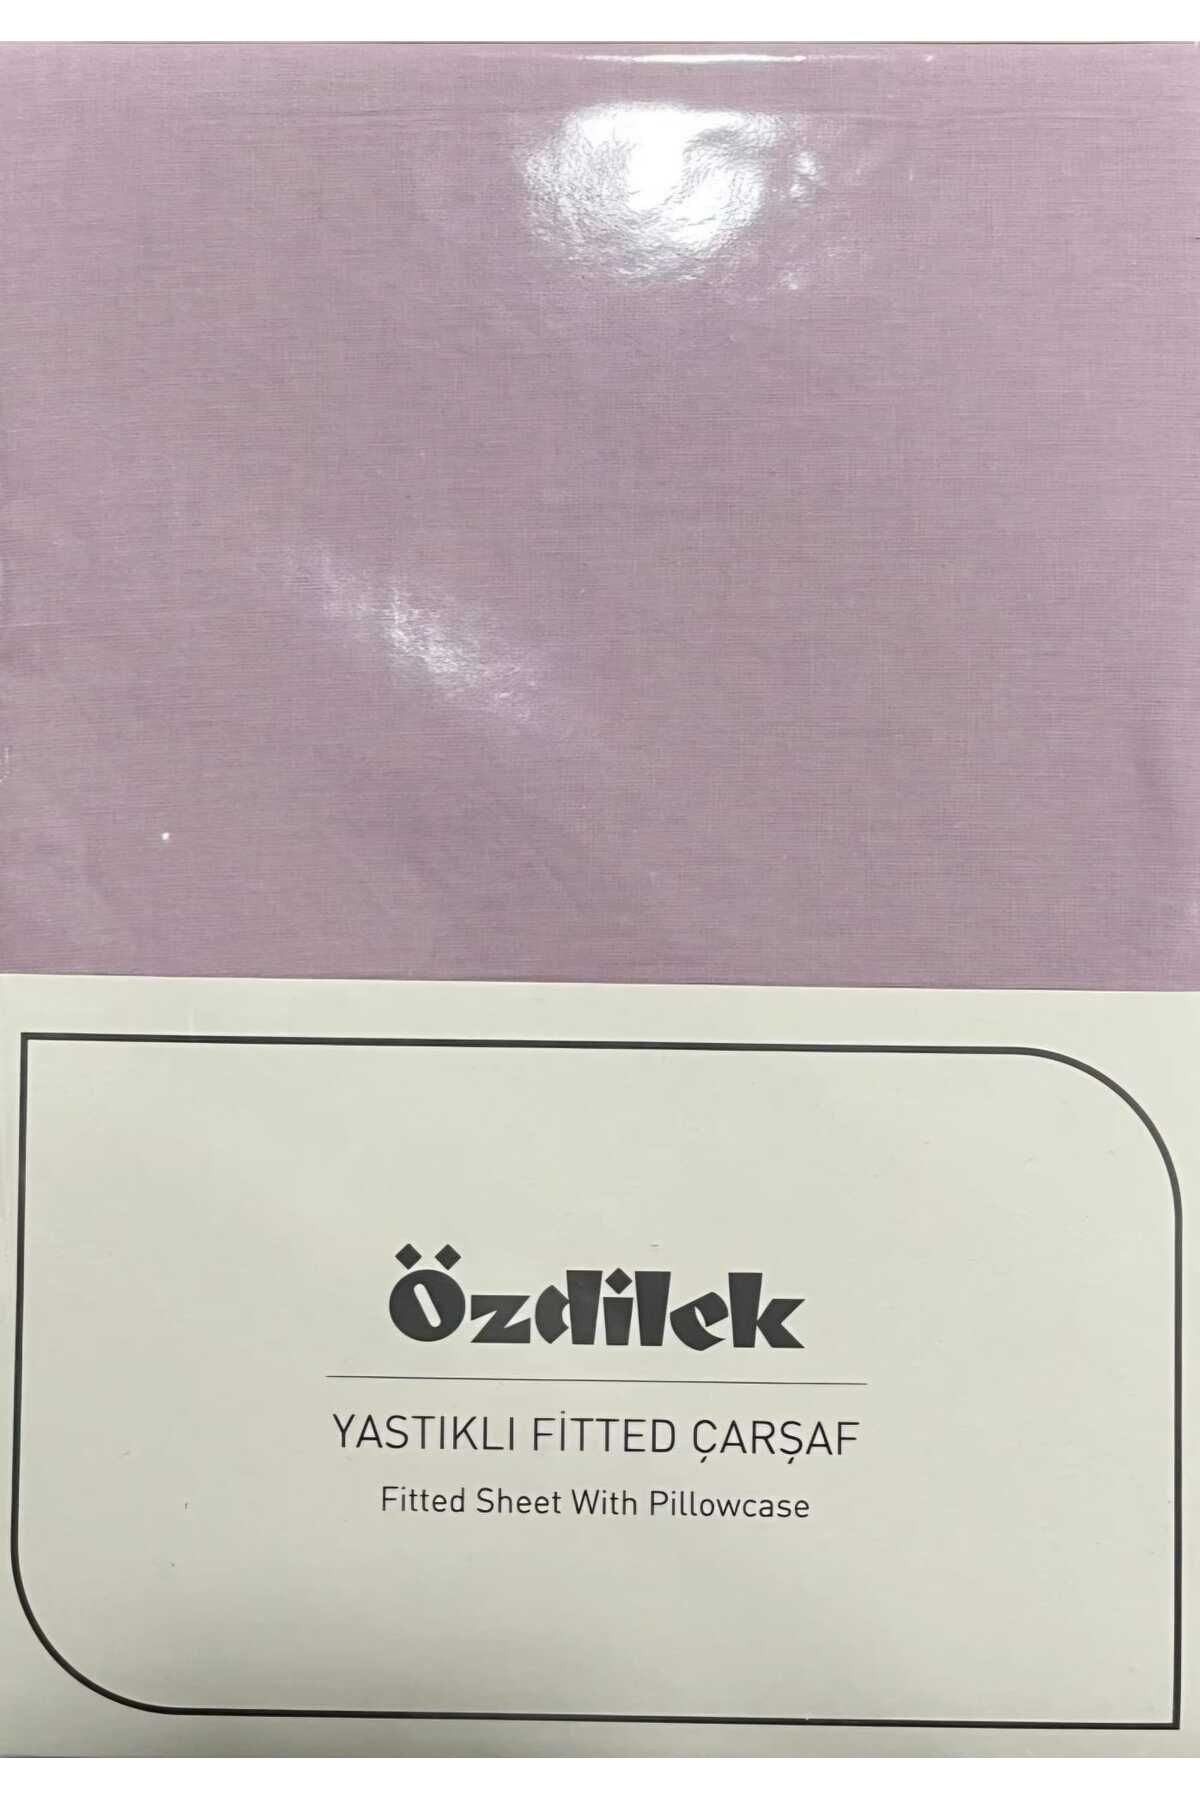 Özdilek
YASTIKLI FİTTED ÇARŞAF
Fitted Sheet With Pillowcase